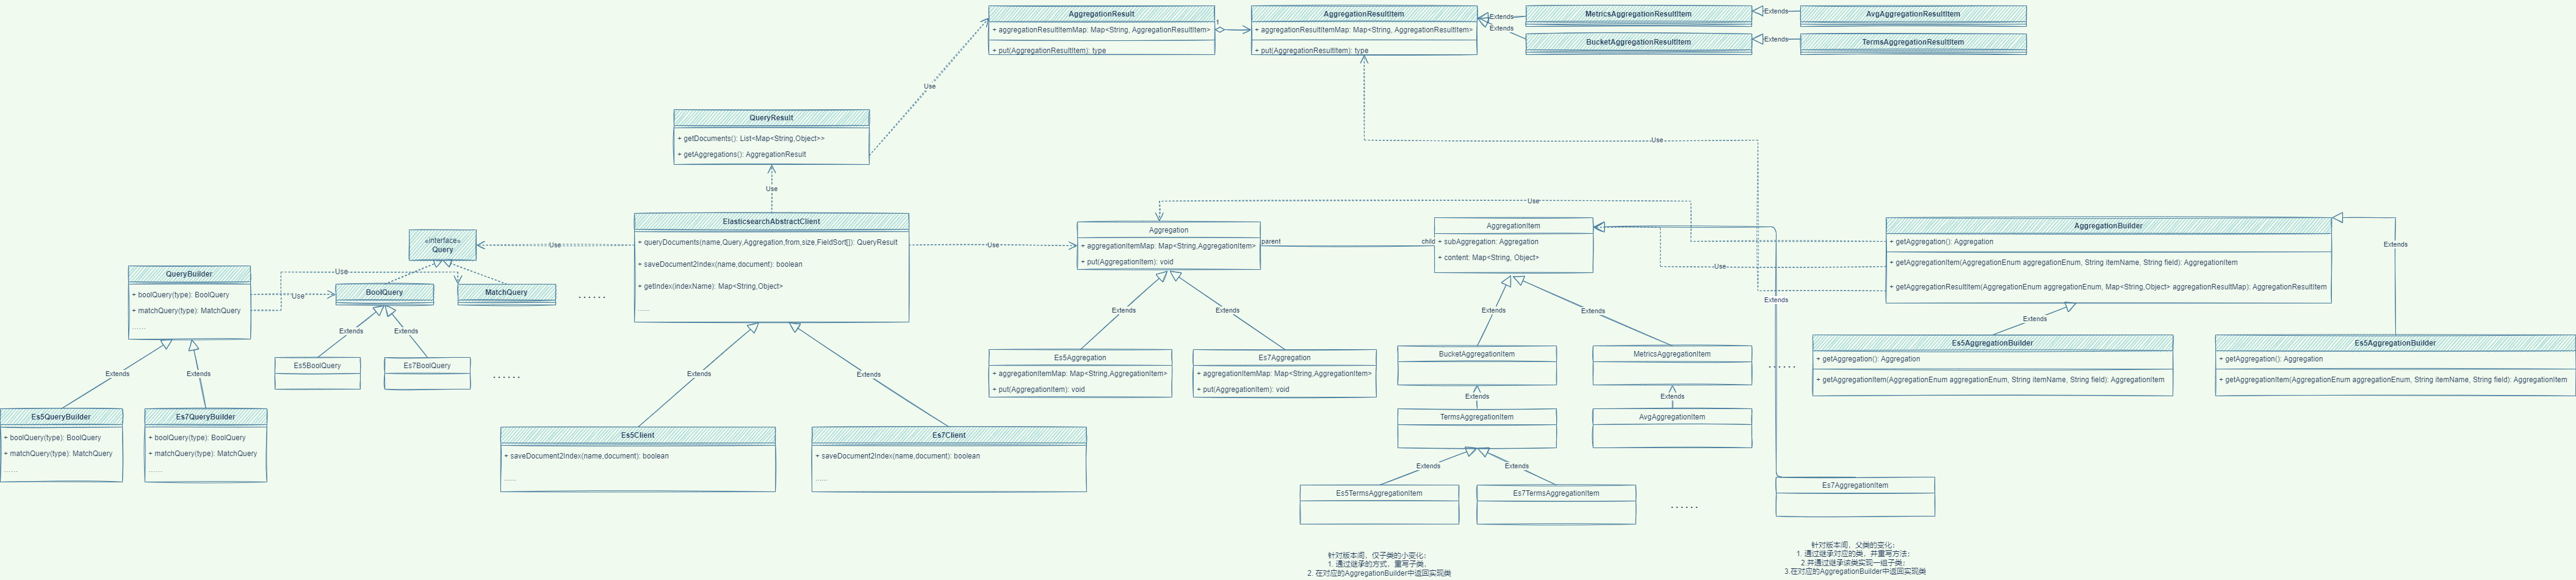 AggregationResult
+ aggregationResultItemMap: Map<String, AggregationResultItem>
+ put(AggregationResultItem): type
1
AggregationResultItem
+ aggregationResultItemMap: Map<String, AggregationResultItem>
+ put(AggregationResultItem): type
Extends
Extends
MetricsAggregationResultItem
BucketAggregationResultItem
Extends
Extends
AvgAggregationResultItem
TermsAggregationResultItem
Use
QueryResult
+ getDocuments(): List<Map<String,Object>>
+ getAggregations(): AggregationResult
Use
Use
ElasticsearchAbstractClient
+ queryDocuments(name,Query,Aggregation,from,size,FieldSort[]): QueryResult
+ saveDocument2Index(name,document): boolean
+ getIndex(indexName): Map<String,Object>
......
Use
Use
«interface»
Query
QueryBuilder
+ boolQuery(type): BoolQuery
+ matchQuery(type): MatchQuery
......
Use
Use
BoolQuery
MatchQuery
......
Extends
Extends
Es5BoolQuery
Es7BoolQuery
......
Extends
Extends
Es5QueryBuilder
+ boolQuery(type): BoolQuery
+ matchQuery(type): MatchQuery
......
Es7QueryBuilder
+ boolQuery(type): BoolQuery
+ matchQuery(type): MatchQuery
......
Extends
Extends
Es5Client
+ saveDocument2Index(name,document): boolean
......
Es7Client
+ saveDocument2Index(name,document): boolean
......
Use
Aggregation
+ aggregationItemMap: Map<String,AggregationItem>
+ put(AggregationItem): void
parent
child
AggregationItem
+ subAggregation: Aggregation
+ content: Map<String, Object>
Extends
Extends
Es5Aggregation
+ aggregationItemMap: Map<String,AggregationItem>
+ put(AggregationItem): void
Es7Aggregation
+ aggregationItemMap: Map<String,AggregationItem>
+ put(AggregationItem): void
Extends
Extends
BucketAggregationItem
MetricsAggregationItem
......
Extends
Extends
TermsAggregationItem
AvgAggregationItem
Extends
Extends
Es5TermsAggregationItem
Es7TermsAggregationItem
......
Extends
Es7AggregationItem
Use
AggregationBuilder
+ getAggregation(): Aggregation
+ getAggregationItem(AggregationEnum aggregationEnum, String itemName, String field): AggregationItem
+ getAggregationResultItem(AggregationEnum aggregationEnum, Map<String,Object> aggregationResultMap): AggregationResultItem
Extends
Extends
Es5AggregationBuilder
+ getAggregation(): Aggregation
+ getAggregationItem(AggregationEnum aggregationEnum, String itemName, String field): AggregationItem
Es5AggregationBuilder
+ getAggregation(): Aggregation
+ getAggregationItem(AggregationEnum aggregationEnum, String itemName, String field): AggregationItem
针对版本间，仅子类的小变化：
1. 通过继承的方式，重写子类，
2. 在对应的AggregationBuilder中返回实现类
针对版本间，父类的变化：
1. 通过继承对应的类，并重写方法；
2.并通过继承该类实现一组子类；
3.在对应的AggregationBuilder中返回实现类